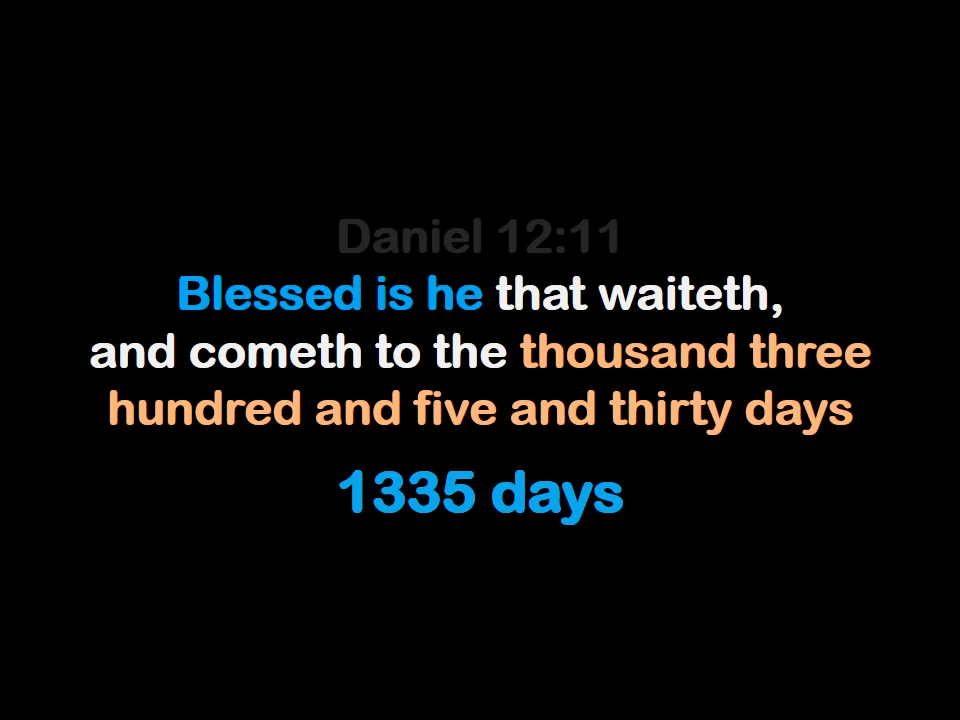 Daniel 12:11
Blessed is he that waiteth,
and cometh to the thousand three
hundred and five and thirty days
1335 days